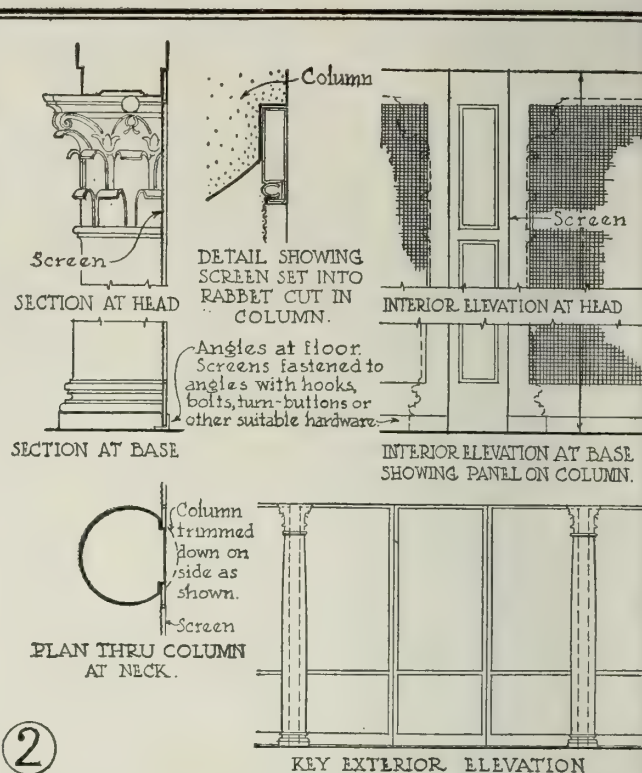 Column
Screen
Screen
SECTION AT HEAD
DETAIL SHOWING
SCREEN SET INTO
RABBET CUT IN
COLUMN.
INTERIOR ELEVATION AT HEAD
Angles at floor.
Screens fastened to
angles with hooks,
bolts, turn-buttons or
other suitable hardware.
SECTION AT BASE
INTERIOR ELEVATION AT BASE
SHOWING PANEL ON COLUMN.
Column
trimmed
down on
side as
shown.
Screen
PLAN THRU COLUMN
AT NECK.
2
KEY EXTERIOR ELEVATION